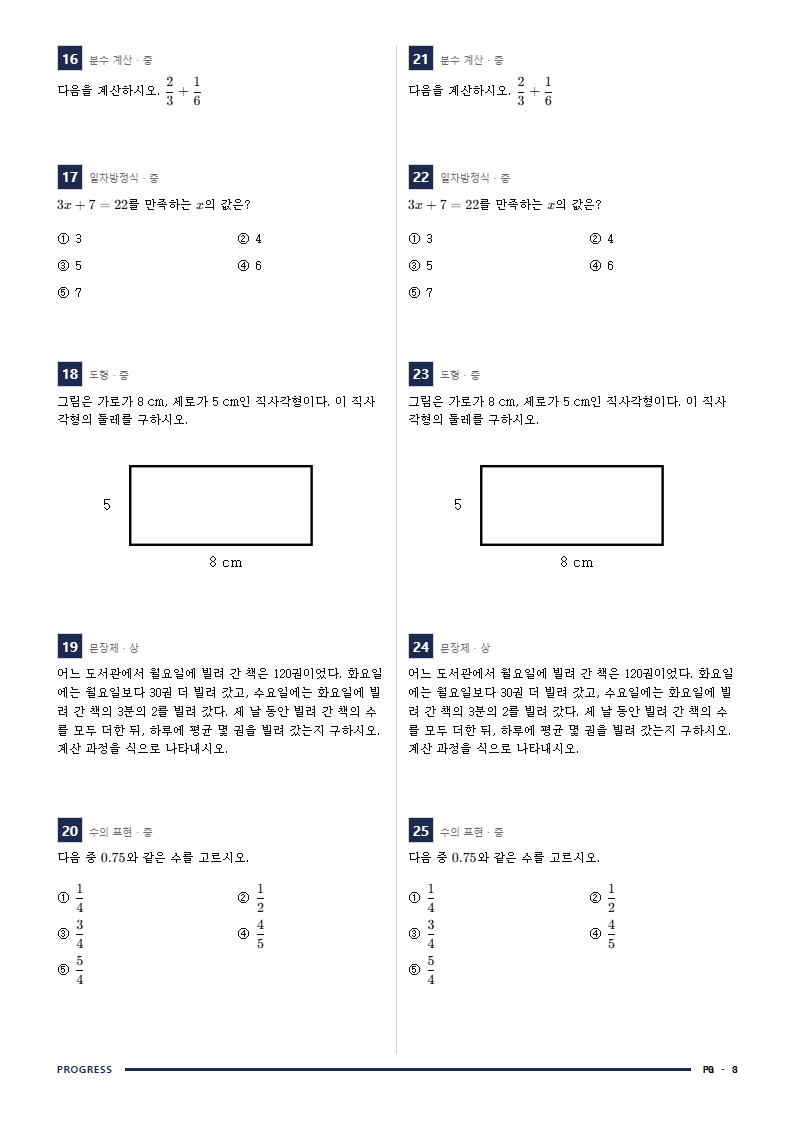 16 분수 계산 · 중
다음을 계산하시오. 2/3 + 1/6
17 일차방정식 · 중
3x + 7 = 22를 만족하는 x의 값은?
① 3 ② 4
③ 5 ④ 6
⑤ 7
18 도형 · 중
그림은 가로가 8 cm, 세로가 5 cm인 직사각형이다. 이 직사
각형의 둘레를 구하시오.
5
8 cm
19 문장제 · 상
어느 도서관에서 월요일에 빌려 간 책은 120권이었다. 화요일
에는 월요일보다 30권 더 빌려 갔고, 수요일에는 화요일에 빌
려 간 책의 3분의 2를 빌려 갔다. 세 날 동안 빌려 간 책의 수
를 모두 더한 뒤, 하루에 평균 몇 권을 빌려 갔는지 구하시오.
계산 과정을 식으로 나타내시오.
20 수의 표현 · 중
다음 중 0.75와 같은 수를 고르시오.
① 1/4 ② 1/2
③ 3/4 ④ 4/5
⑤ 5/4
21 분수 계산 · 중
다음을 계산하시오. 2/3 + 1/6
22 일차방정식 · 중
3x + 7 = 22를 만족하는 x의 값은?
① 3 ② 4
③ 5 ④ 6
⑤ 7
23 도형 · 중
그림은 가로가 8 cm, 세로가 5 cm인 직사각형이다. 이 직사
각형의 둘레를 구하시오.
5
8 cm
24 문장제 · 상
어느 도서관에서 월요일에 빌려 간 책은 120권이었다. 화요일
에는 월요일보다 30권 더 빌려 갔고, 수요일에는 화요일에 빌
려 간 책의 3분의 2를 빌려 갔다. 세 날 동안 빌려 간 책의 수
를 모두 더한 뒤, 하루에 평균 몇 권을 빌려 갔는지 구하시오.
계산 과정을 식으로 나타내시오.
25 수의 표현 · 중
다음 중 0.75와 같은 수를 고르시오.
① 1/4 ② 1/2
③ 3/4 ④ 4/5
⑤ 5/4
PROGRESS